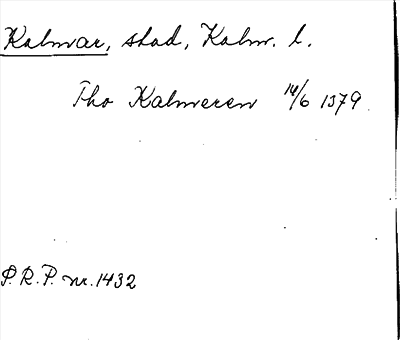 Kalmar, stad, Kalm. l.
Tho Kalmeren 14/6 1379.
P.R.P. nr. 1432